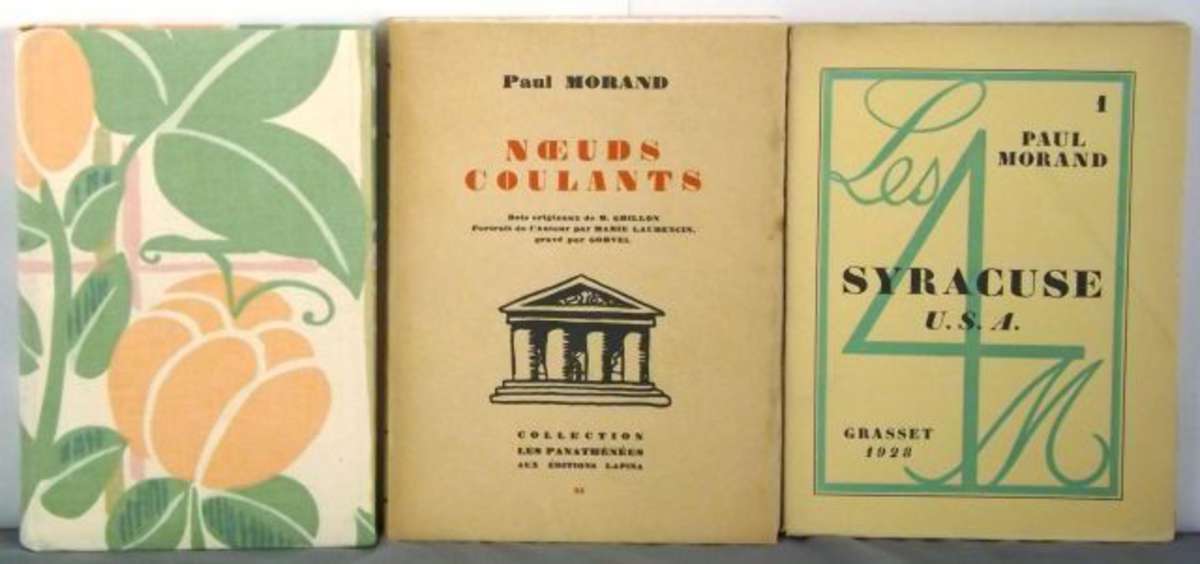 Paul MORAND
NŒUDS
COULANTS
Bois originaux de M. GHILLON
Portrait de l'Auteur par MARIE LAURENCIN,
gravé par GORVEL
COLLECTION
LES PANATHÉNÉES
AUX ÉDITIONS LAPINA
Les
4
M
1
PAUL
MORAND
SYRACUSE
U. S. A.
GRASSET
1928